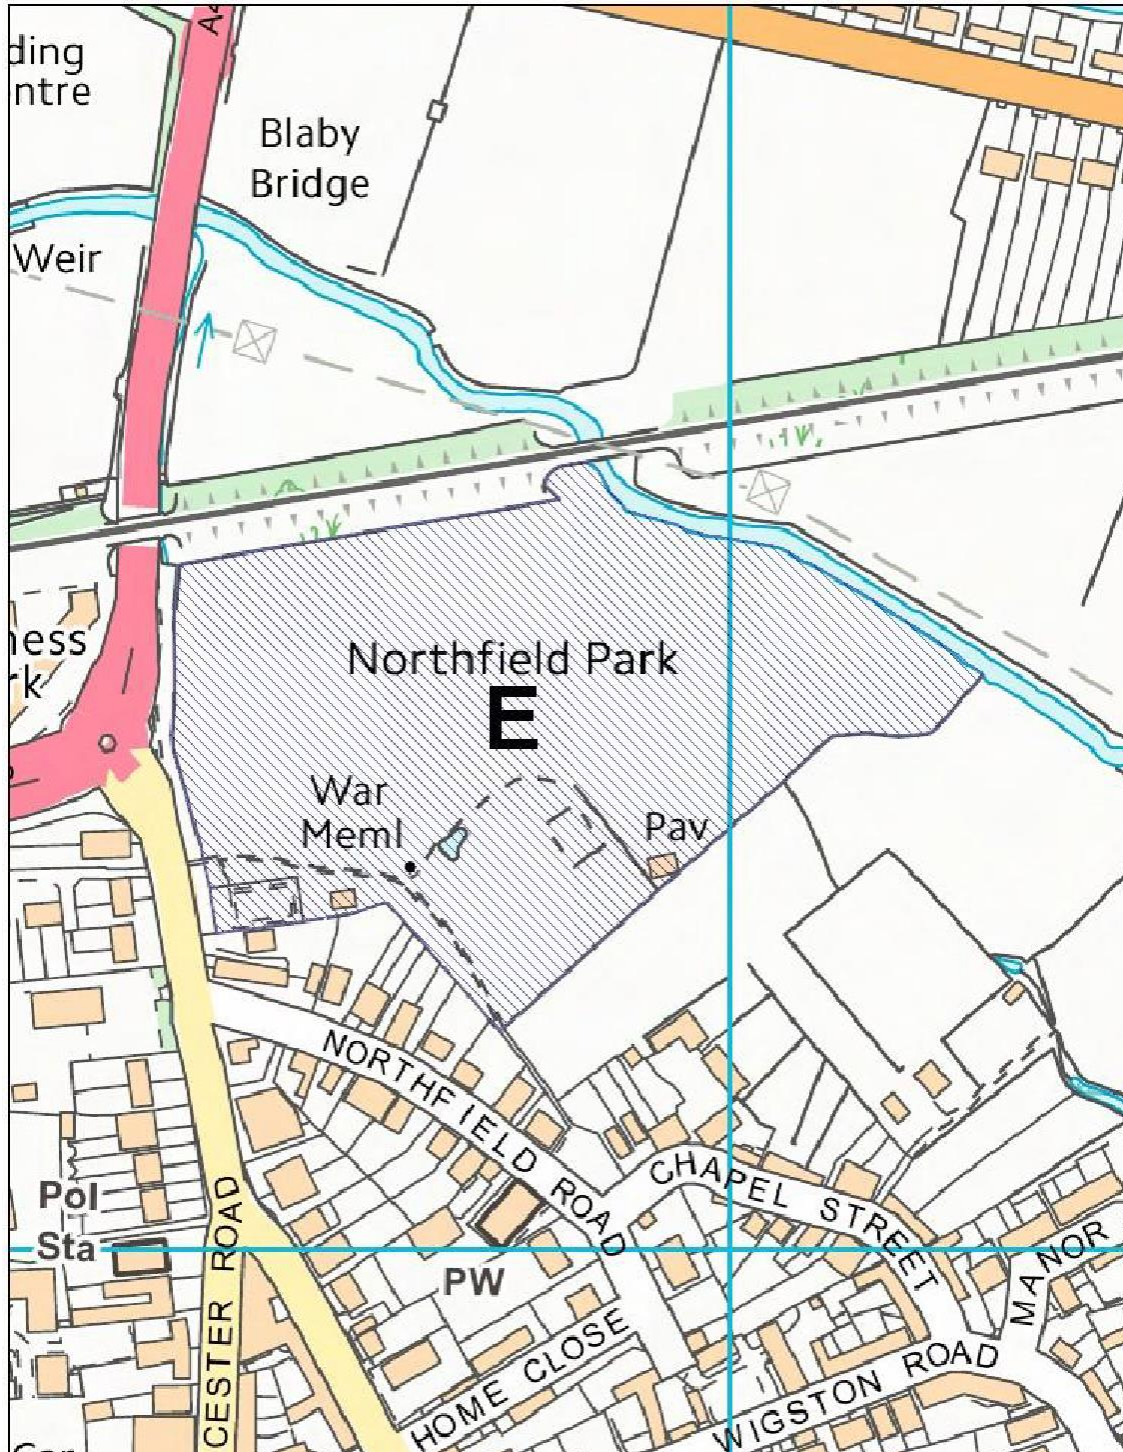 A4
ding
ntre
Blaby
Bridge
Weir
ness
rk
Northfield Park
E
War
Meml
Pav
NORTHFIELD ROAD
CHAPEL STREET
Pol
Sta
CESTER ROAD
PW
MANOR
HOME CLOSE
WIGSTON ROAD